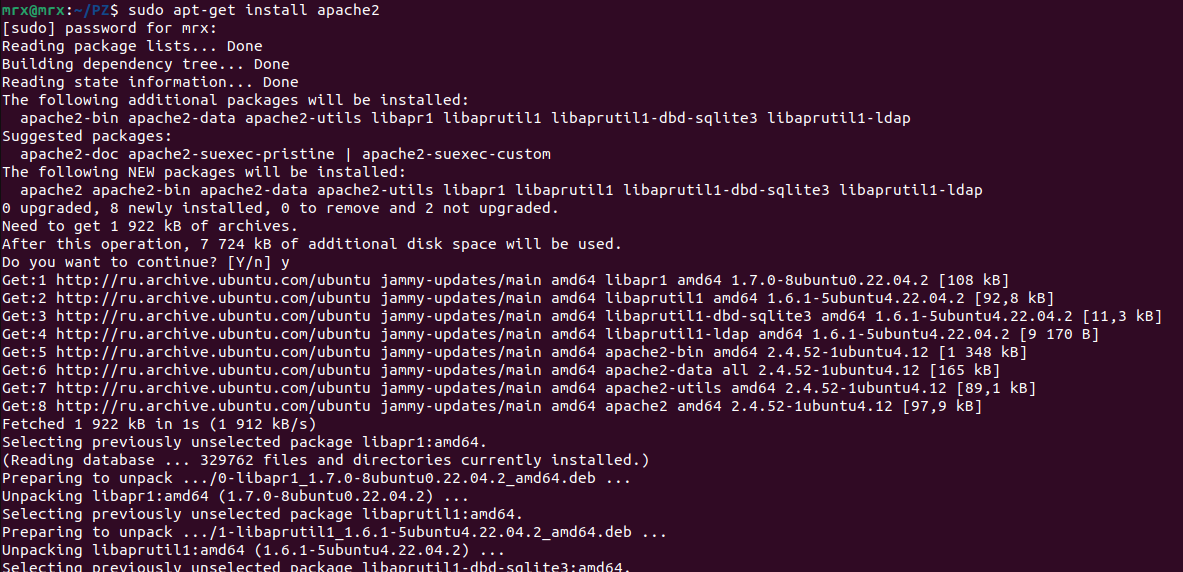 mrx@mrx:~/PZ$ sudo apt-get install apache2
[sudo] password for mrx:
Reading package lists... Done
Building dependency tree... Done
Reading state information... Done
The following additional packages will be installed:
  apache2-bin apache2-data apache2-utils libapr1 libaprutil1 libaprutil1-dbd-sqlite3 libaprutil1-ldap
Suggested packages:
  apache2-doc apache2-suexec-pristine | apache2-suexec-custom
The following NEW packages will be installed:
  apache2 apache2-bin apache2-data apache2-utils libapr1 libaprutil1 libaprutil1-dbd-sqlite3 libaprutil1-ldap
0 upgraded, 8 newly installed, 0 to remove and 2 not upgraded.
Need to get 1 922 kB of archives.
After this operation, 7 724 kB of additional disk space will be used.
Do you want to continue? [Y/n] y
Get:1 http://ru.archive.ubuntu.com/ubuntu jammy-updates/main amd64 libapr1 amd64 1.7.0-8ubuntu0.22.04.2 [108 kB]
Get:2 http://ru.archive.ubuntu.com/ubuntu jammy-updates/main amd64 libaprutil1 amd64 1.6.1-5ubuntu4.22.04.2 [92,8 kB]
Get:3 http://ru.archive.ubuntu.com/ubuntu jammy-updates/main amd64 libaprutil1-dbd-sqlite3 amd64 1.6.1-5ubuntu4.22.04.2 [11,3 kB]
Get:4 http://ru.archive.ubuntu.com/ubuntu jammy-updates/main amd64 libaprutil1-ldap amd64 1.6.1-5ubuntu4.22.04.2 [9 170 B]
Get:5 http://ru.archive.ubuntu.com/ubuntu jammy-updates/main amd64 apache2-bin amd64 2.4.52-1ubuntu4.12 [1 348 kB]
Get:6 http://ru.archive.ubuntu.com/ubuntu jammy-updates/main amd64 apache2-data all 2.4.52-1ubuntu4.12 [165 kB]
Get:7 http://ru.archive.ubuntu.com/ubuntu jammy-updates/main amd64 apache2-utils amd64 2.4.52-1ubuntu4.12 [89,1 kB]
Get:8 http://ru.archive.ubuntu.com/ubuntu jammy-updates/main amd64 apache2 amd64 2.4.52-1ubuntu4.12 [97,9 kB]
Fetched 1 922 kB in 1s (1 912 kB/s)
Selecting previously unselected package libapr1:amd64.
(Reading database ... 329762 files and directories currently installed.)
Preparing to unpack .../0-libapr1_1.7.0-8ubuntu0.22.04.2_amd64.deb ...
Unpacking libapr1:amd64 (1.7.0-8ubuntu0.22.04.2) ...
Selecting previously unselected package libaprutil1:amd64.
Preparing to unpack .../1-libaprutil1_1.6.1-5ubuntu4.22.04.2_amd64.deb ...
Unpacking libaprutil1:amd64 (1.6.1-5ubuntu4.22.04.2) ...
Selecting previously unselected package libaprutil1-dbd-sqlite3:amd64.